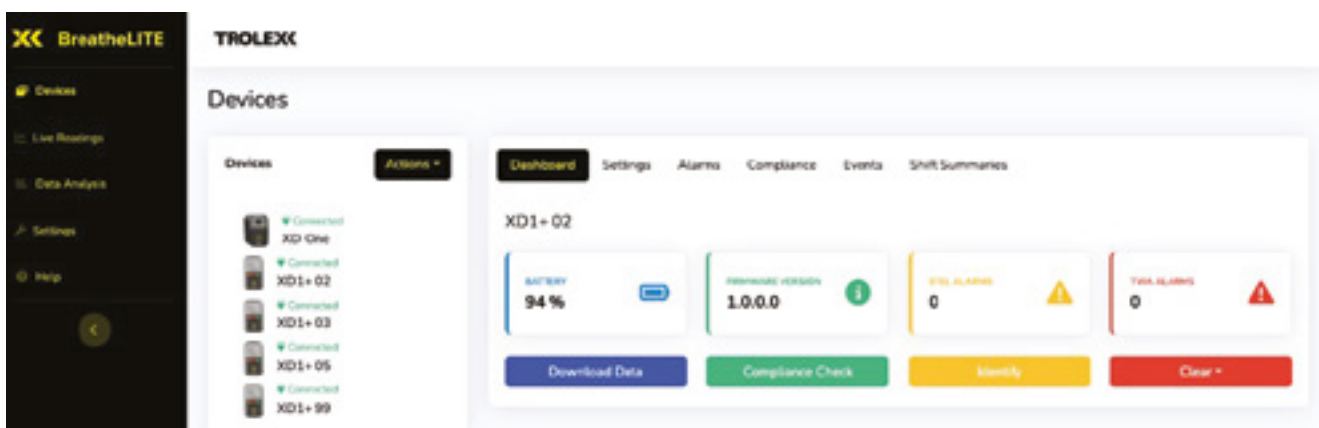 BreatheLITE
TROLEX
Devices
Live Readings
Data Analysis
Settings
Help
Devices
Devices
Actions
Connected
XD One
Connected
XD1+ 02
Connected
XD1+ 03
Connected
XD1+ 05
Connected
XD1+ 99
Dashboard Settings Alarms Compliance Events Shift Summaries
XD1+ 02
BATTERY
94 %
FIRMWARE VERSION
1.0.0.0
STEL ALARMS
0
TWA ALARMS
0
Download Data
Compliance Check
Identify
Clear